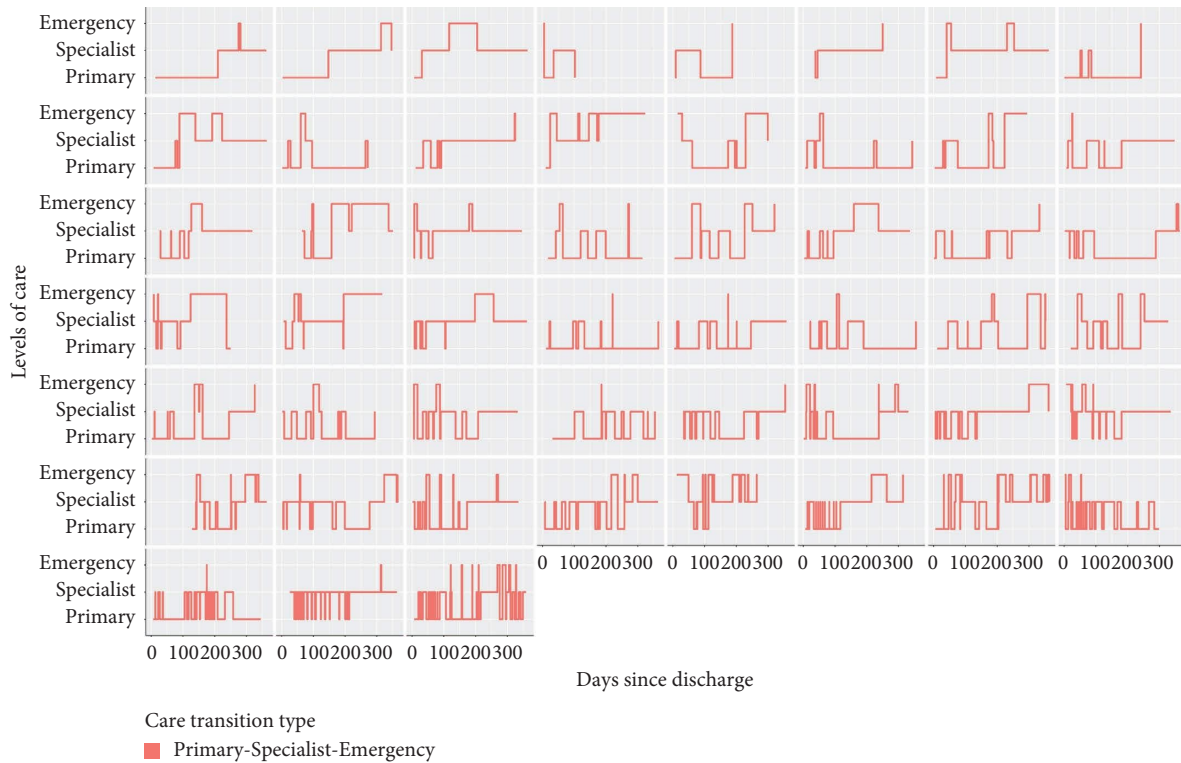 Emergency
Specialist
Primary
Emergency
Specialist
Primary
Emergency
Specialist
Primary
Emergency
Specialist
Primary
Emergency
Specialist
Primary
Emergency
Specialist
Primary
Emergency
Specialist
Primary
Levels of care
0 100200300 0 100200300 0 100200300 0 100200300 0 100200300
0 100200300 0 100200300 0 100200300
Days since discharge
Care transition type
Primary-Specialist-Emergency